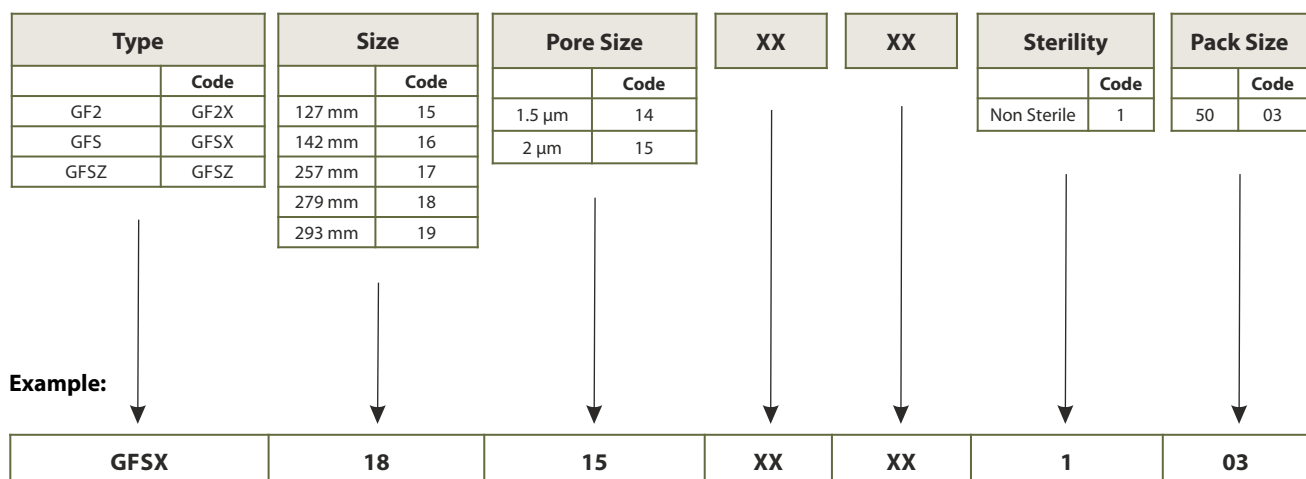 Type Size Pore Size XX XX Sterility Pack Size
Code Code Code Code Code
GF2 GF2X 127 mm 15 1.5 µm 14 Non Sterile 1 50 03
GFS GFSX 142 mm 16 2 µm 15
GFSZ GFSZ 257 mm 17
279 mm 18
293 mm 19
Example:
GFSX 18 15 XX XX 1 03